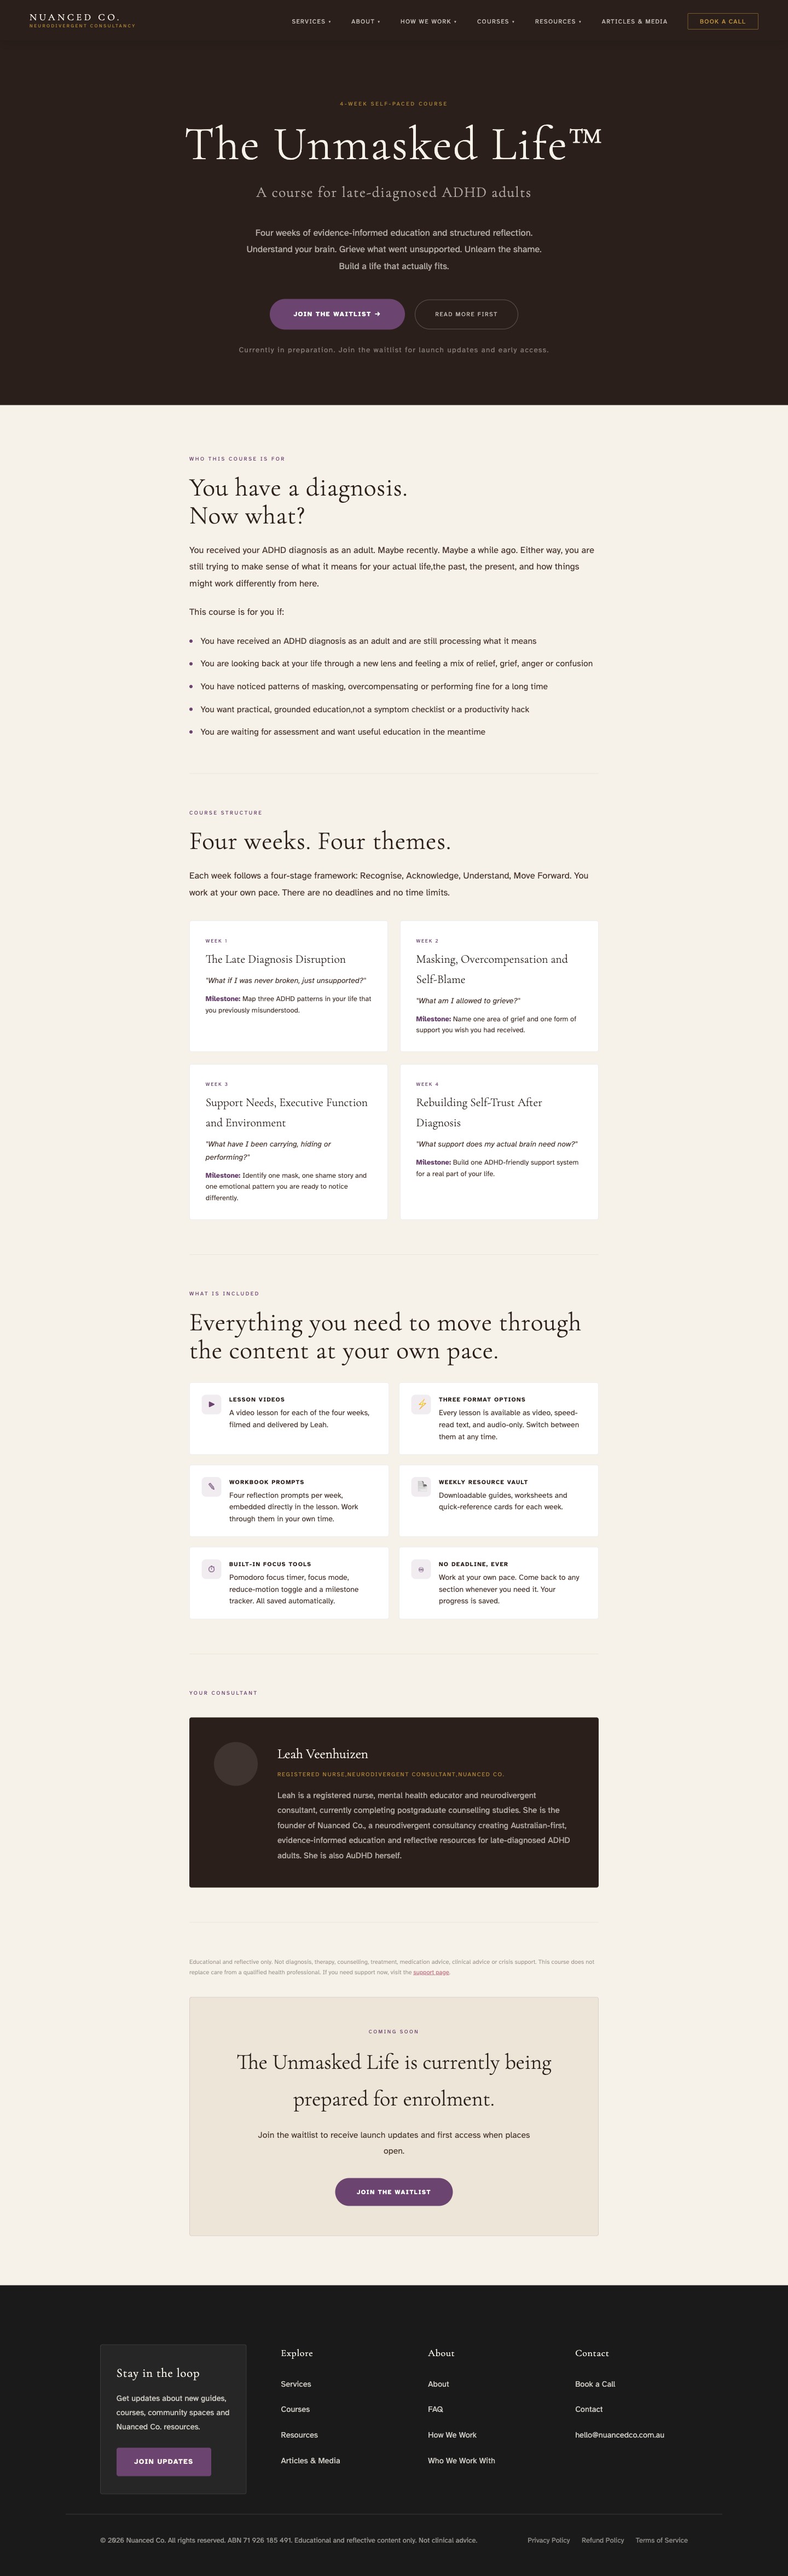 NUANCED CO.
NEURODIVERGENT CONSULTANCY
SERVICES ▾
ABOUT ▾
HOW WE WORK ▾
COURSES ▾
RESOURCES ▾
ARTICLES & MEDIA
BOOK A CALL
4-WEEK SELF-PACED COURSE
The Unmasked Life™
A course for late-diagnosed ADHD adults
Four weeks of evidence-informed education and structured reflection.
Understand your brain. Grieve what went unsupported. Unlearn the shame.
Build a life that actually fits.
JOIN THE WAITLIST →
READ MORE FIRST
Currently in preparation. Join the waitlist for launch updates and early access.
WHO THIS COURSE IS FOR
You have a diagnosis.
Now what?
You received your ADHD diagnosis as an adult. Maybe recently. Maybe a while ago. Either way, you are
still trying to make sense of what it means for your actual life,the past, the present, and how things
might work differently from here.
This course is for you if:
• You have received an ADHD diagnosis as an adult and are still processing what it means
• You are looking back at your life through a new lens and feeling a mix of relief, grief, anger or confusion
• You have noticed patterns of masking, overcompensating or performing fine for a long time
• You want practical, grounded education,not a symptom checklist or a productivity hack
• You are waiting for assessment and want useful education in the meantime
COURSE STRUCTURE
Four weeks. Four themes.
Each week follows a four-stage framework: Recognise, Acknowledge, Understand, Move Forward. You
work at your own pace. There are no deadlines and no time limits.
WEEK 1
The Late Diagnosis Disruption
"What if I was never broken, just unsupported?"
Milestone: Map three ADHD patterns in your life that
you previously misunderstood.
WEEK 2
Masking, Overcompensation and
Self-Blame
"What am I allowed to grieve?"
Milestone: Name one area of grief and one form of
support you wish you had received.
WEEK 3
Support Needs, Executive Function
and Environment
"What have I been carrying, hiding or
performing?"
Milestone: Identify one mask, one shame story and
one emotional pattern you are ready to notice
differently.
WEEK 4
Rebuilding Self-Trust After
Diagnosis
"What support does my actual brain need now?"
Milestone: Build one ADHD-friendly support system
for a real part of your life.
WHAT IS INCLUDED
Everything you need to move through
the content at your own pace.
LESSON VIDEOS
A video lesson for each of the four weeks,
filmed and delivered by Leah.
THREE FORMAT OPTIONS
Every lesson is available as video, speed-
read text, and audio-only. Switch between
them at any time.
WORKBOOK PROMPTS
Four reflection prompts per week,
embedded directly in the lesson. Work
through them in your own time.
WEEKLY RESOURCE VAULT
Downloadable guides, worksheets and
quick-reference cards for each week.
BUILT-IN FOCUS TOOLS
Pomodoro focus timer, focus mode,
reduce-motion toggle and a milestone
tracker. All saved automatically.
NO DEADLINE, EVER
Work at your own pace. Come back to any
section whenever you need it. Your
progress is saved.
YOUR CONSULTANT
Leah Veenhuizen
REGISTERED NURSE,NEURODIVERGENT CONSULTANT,NUANCED CO.
Leah is a registered nurse, mental health educator and neurodivergent
consultant, currently completing postgraduate counselling studies. She is the
founder of Nuanced Co., a neurodivergent consultancy creating Australian-first,
evidence-informed education and reflective resources for late-diagnosed ADHD
adults. She is also AuDHD herself.
Educational and reflective only. Not diagnosis, therapy, counselling, treatment, medication advice, clinical advice or crisis support. This course does not
replace care from a qualified health professional. If you need support now, visit the support page.
COMING SOON
The Unmasked Life is currently being
prepared for enrolment.
Join the waitlist to receive launch updates and first access when places
open.
JOIN THE WAITLIST
Stay in the loop
Get updates about new guides,
courses, community spaces and
Nuanced Co. resources.
JOIN UPDATES
Explore
Services
Courses
Resources
Articles & Media
About
About
FAQ
How We Work
Who We Work With
Contact
Book a Call
Contact
hello@nuancedco.com.au
© 2026 Nuanced Co. All rights reserved. ABN 71 926 185 491. Educational and reflective content only. Not clinical advice.
Privacy Policy
Refund Policy
Terms of Service